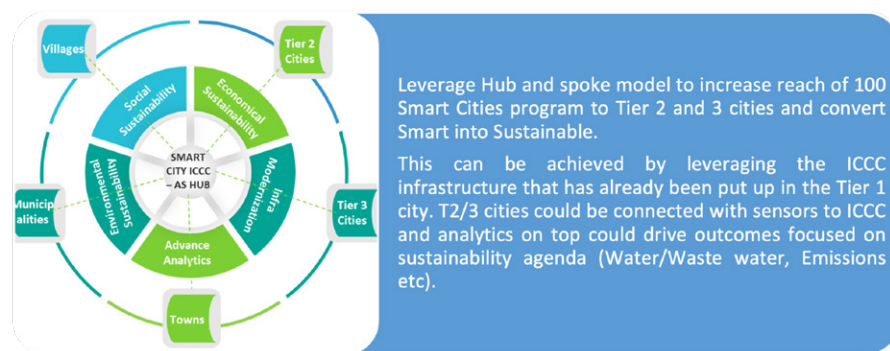 Villages
Tier 2
Cities
Social
Sustainability
Economical
Sustainability
SMART
CITY ICCC
– AS HUB
Environmental
Sustainability
Infra
Modernization
Municip
alities
Tier 3
Cities
Advance
Analytics
Towns
Leverage Hub and spoke model to increase reach of 100
Smart Cities program to Tier 2 and 3 cities and convert
Smart into Sustainable.
This can be achieved by leveraging the ICCC
infrastructure that has already been put up in the Tier 1
city. T2/3 cities could be connected with sensors to ICCC
and analytics on top could drive outcomes focused on
sustainability agenda (Water/Waste water, Emissions
etc).